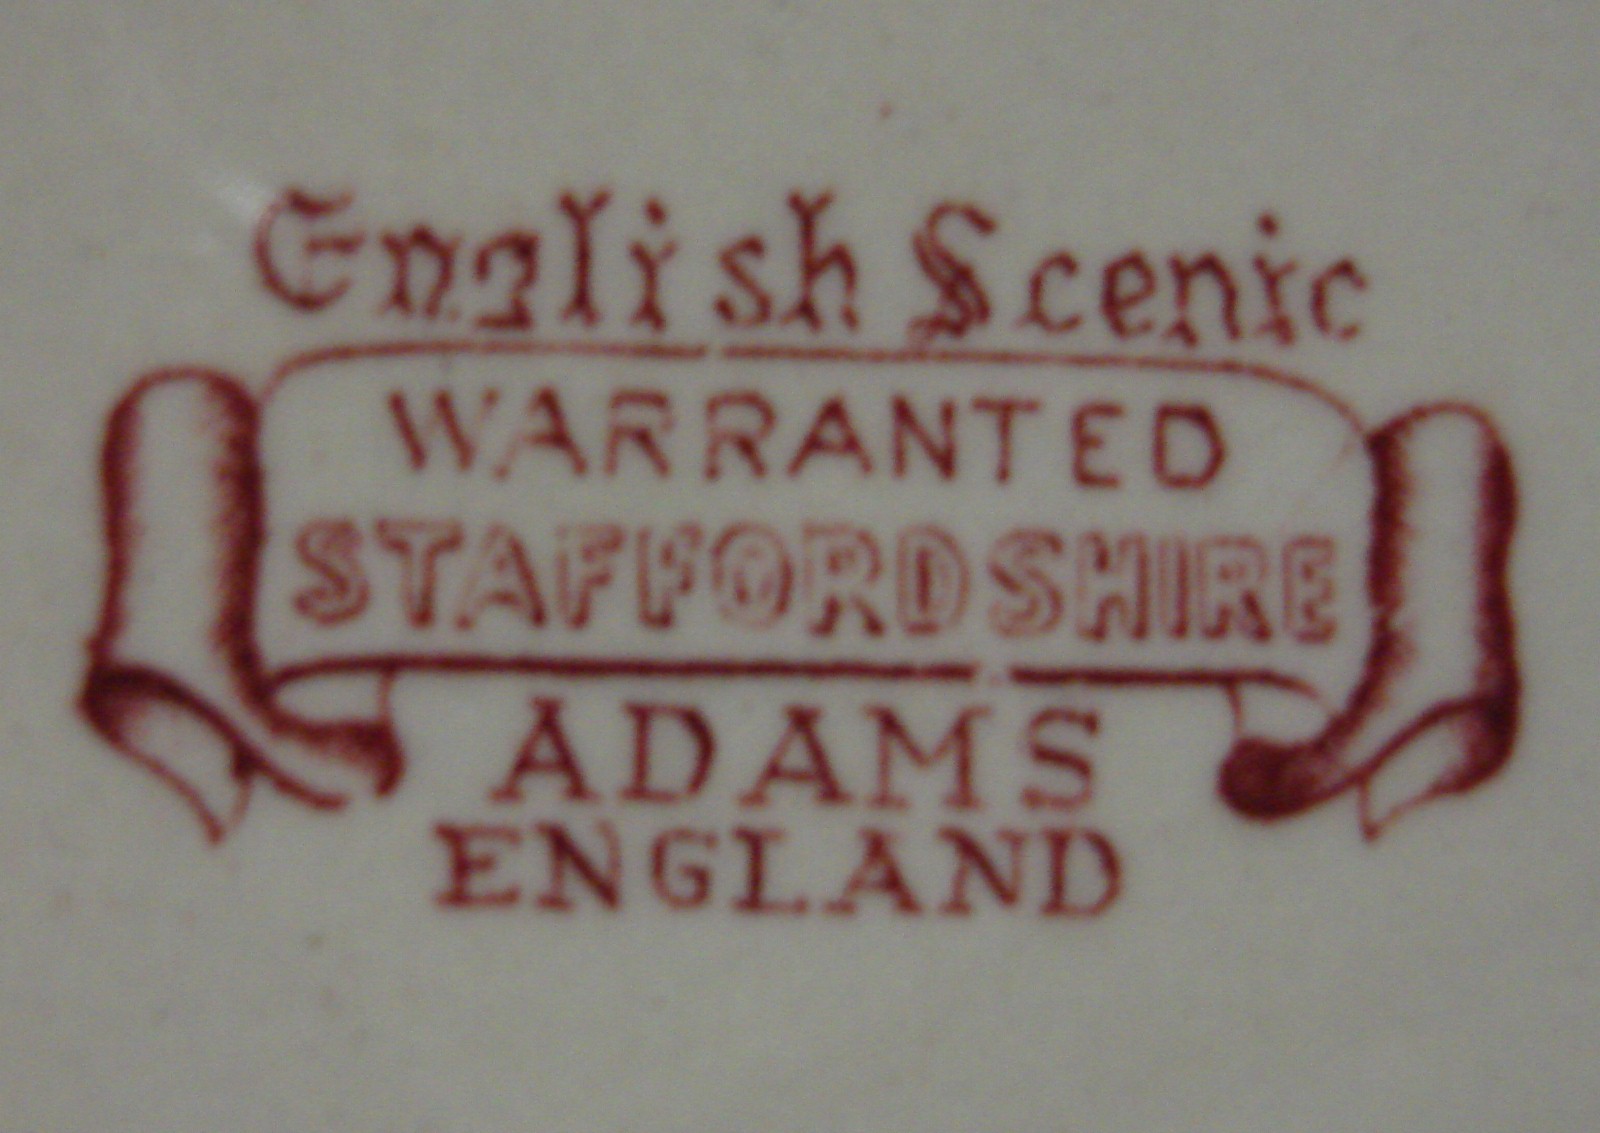 English Scenic
WARRANTED
STAFFORDSHIRE
ADAMS
ENGLAND